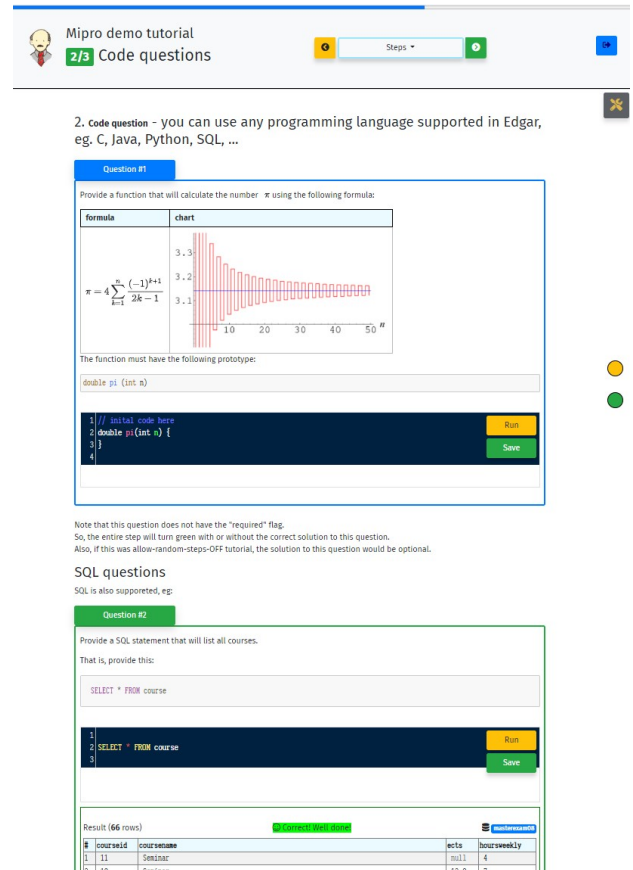 Mipro demo tutorial
2/3 Code questions
Steps
2. Code question - you can use any programming language supported in Edgar,
eg. C, Java, Python, SQL, ...
Question #1
Provide a function that will calculate the number π using the following formula:
formula chart
π = 4 n ∑ k=1 (-1)^{k+1} / 2k - 1
3.3
3.2
3.1
10 20 30 40 50 n
The function must have the following prototype:
double pi (int n)
1 // inital code here
2 double pi(int n) {
3 }
4
Run
Save
Note that this question does not have the "required" flag.
So, the entire step will turn green with or without the correct solution to this question.
Also, if this was allow-random-steps-OFF tutorial, the solution to this question would be optional.
SQL questions
SQL is also supporeted, eg:
Question #2
Provide a SQL statement that will list all courses.
That is, provide this:
SELECT * FROM course
1
2 SELECT * FROM course
3
Run
Save
Result (66 rows) Correct! Well done! masterexam08
# courseid coursename ects hoursweekly
1 11 Seminar null 4